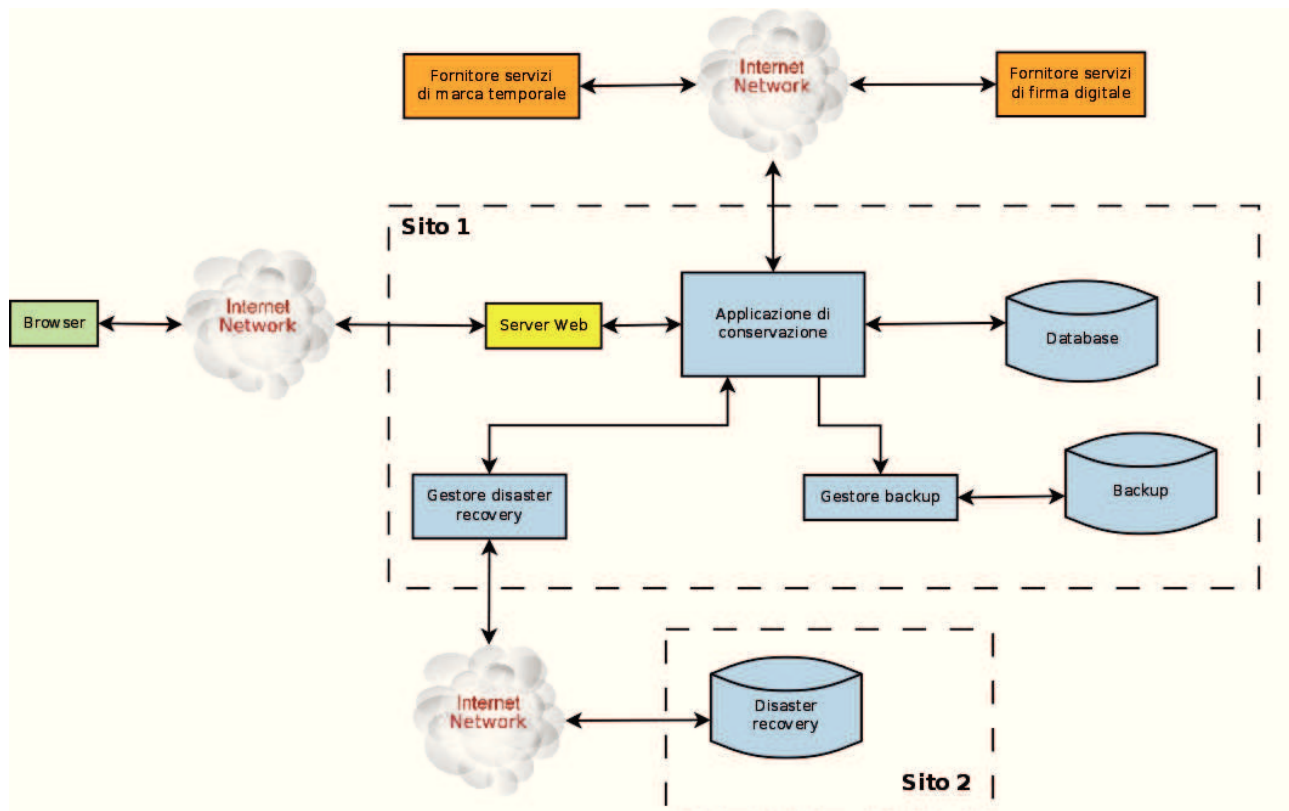 Fornitore servizi
di marca temporale
Internet
Network
Fornitore servizi
di firma digitale
Sito 1
Browser
Internet
Network
Server Web
Applicazione di
conservazione
Database
Gestore disaster
recovery
Gestore backup
Backup
Internet
Network
Disaster
recovery
Sito 2